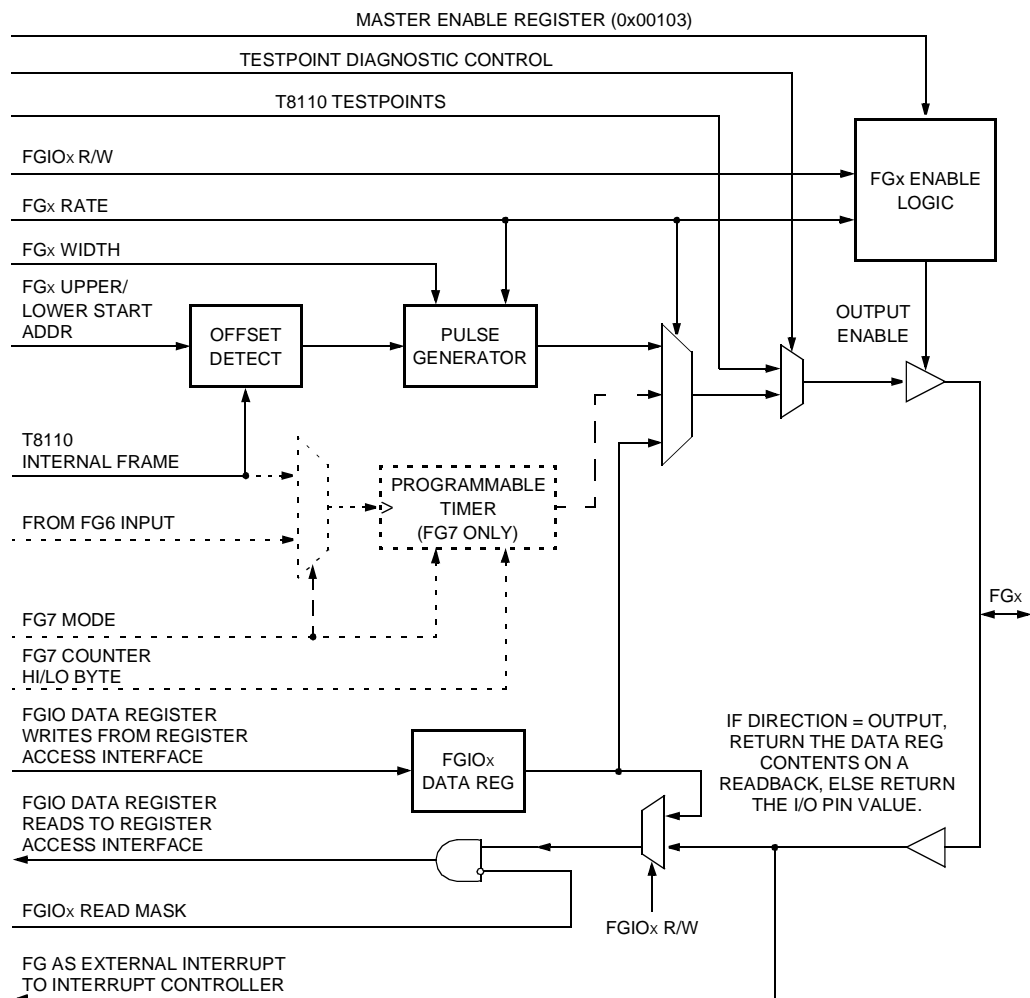 MASTER ENABLE REGISTER (0x00103)
TESTPOINT DIAGNOSTIC CONTROL
T8110 TESTPOINTS
FGIOx R/W
FGx ENABLE
LOGIC
FGx RATE
FGx WIDTH
FGx UPPER/
LOWER START
ADDR
OFFSET
DETECT
PULSE
GENERATOR
OUTPUT
ENABLE
T8110
INTERNAL FRAME
PROGRAMMABLE
TIMER
(FG7 ONLY)
FROM FG6 INPUT
FGx
FG7 MODE
FG7 COUNTER
HI/LO BYTE
FGIO DATA REGISTER
WRITES FROM REGISTER
ACCESS INTERFACE
FGIOx
DATA REG
IF DIRECTION = OUTPUT,
RETURN THE DATA REG
CONTENTS ON A
READBACK, ELSE RETURN
THE I/O PIN VALUE.
FGIO DATA REGISTER
READS TO REGISTER
ACCESS INTERFACE
FGIOx READ MASK
FGIOx R/W
FG AS EXTERNAL INTERRUPT
TO INTERRUPT CONTROLLER